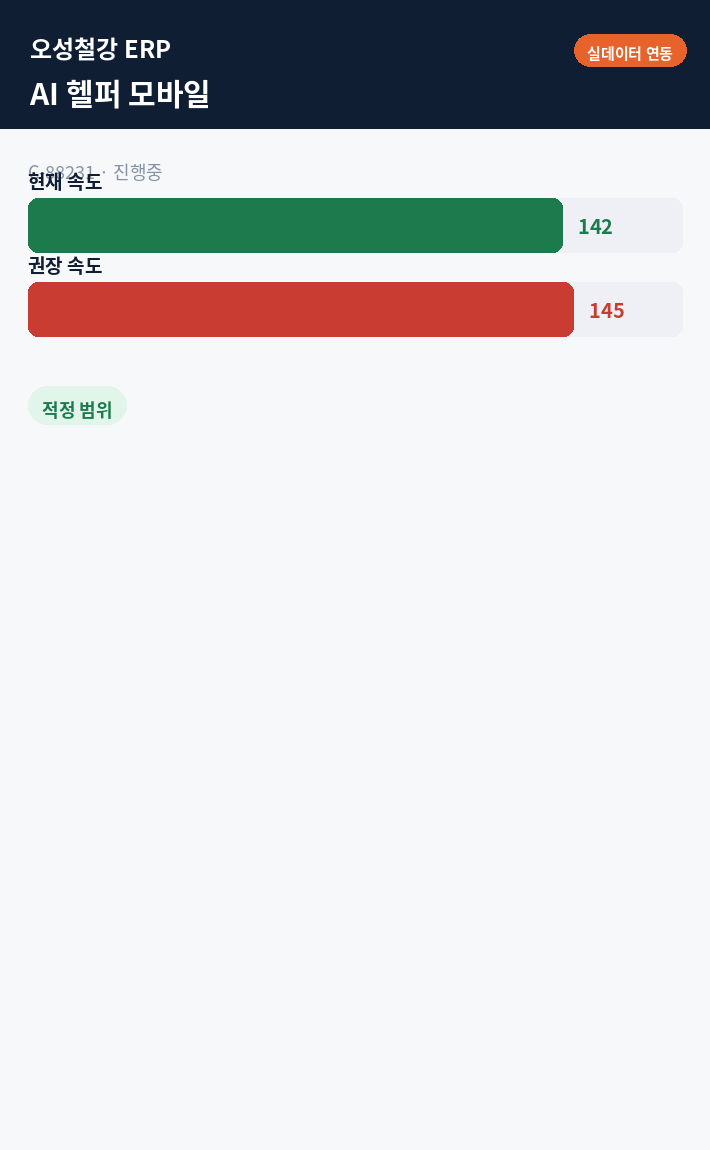 오성철강 ERP
AI 헬퍼 모바일
실데이터 연동
C-88231 · 진행중
현재 속도
142
권장 속도
145
적정 범위